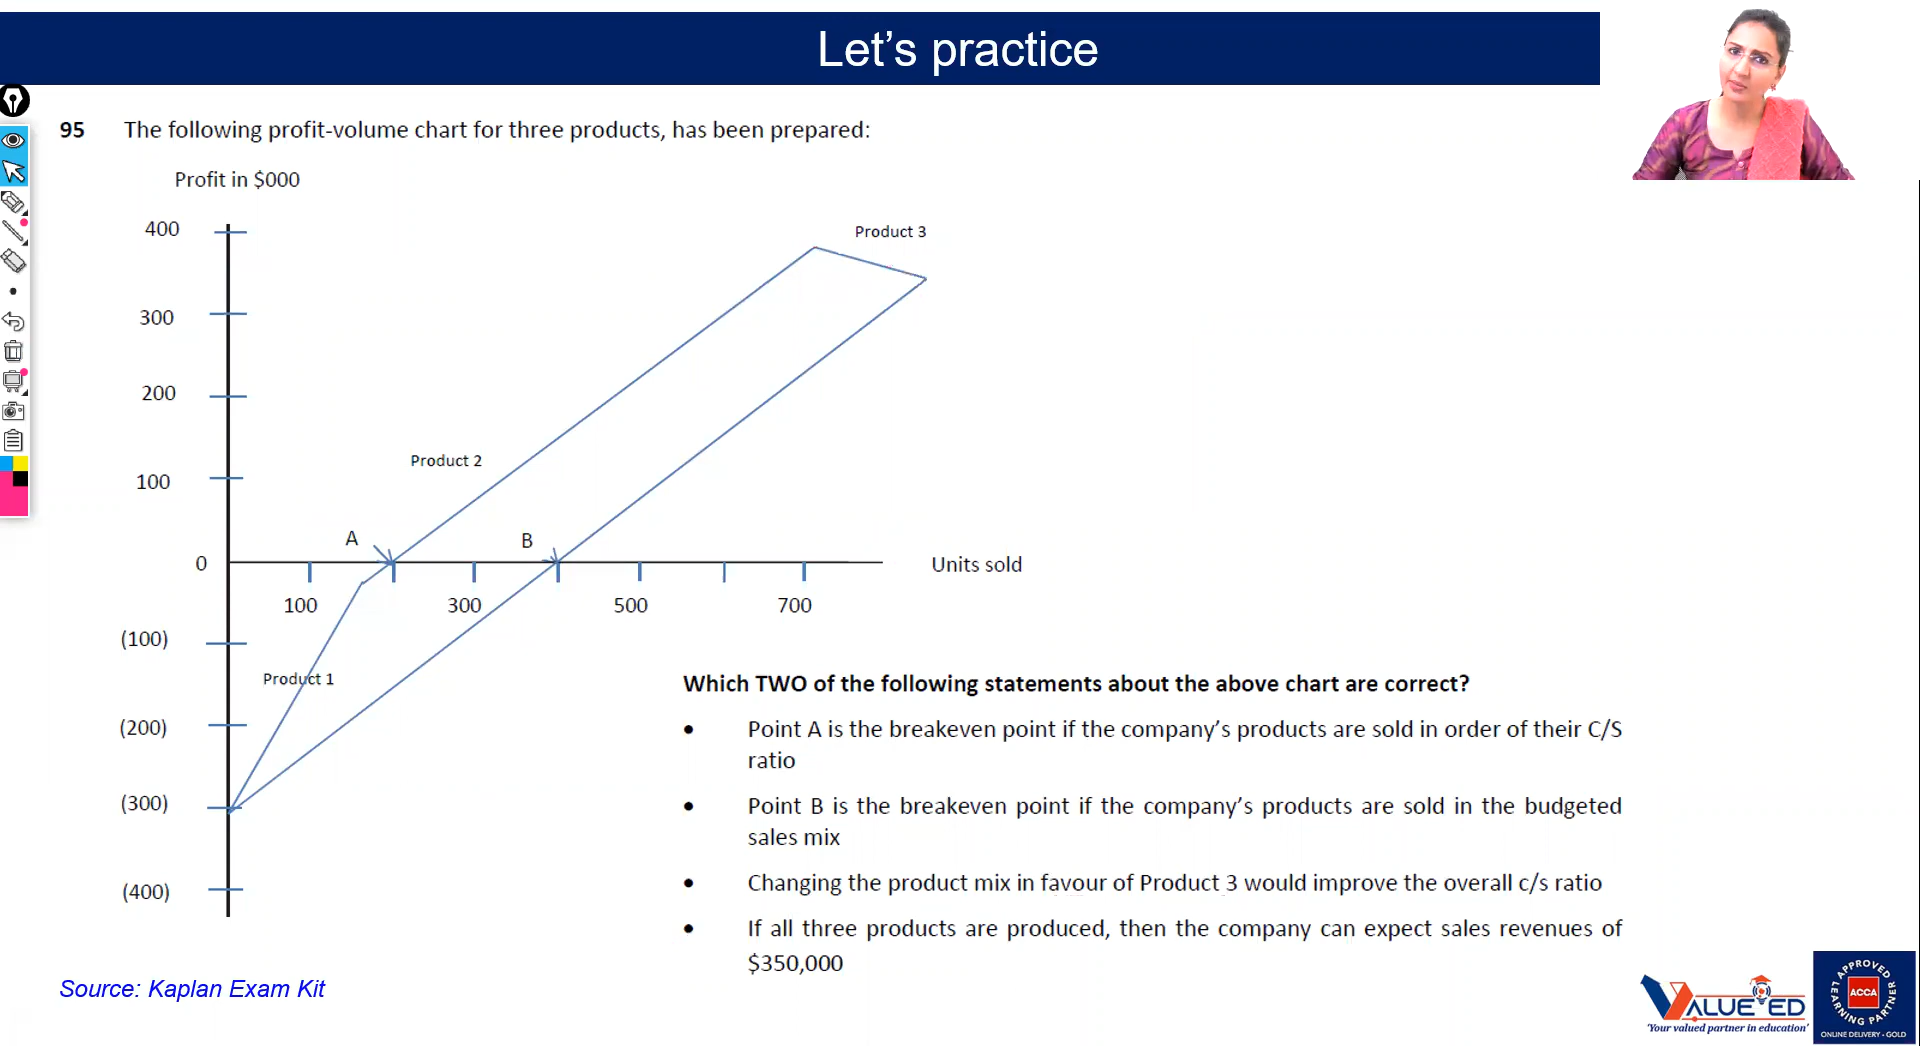 Let's practice
95 The following profit-volume chart for three products, has been prepared:
Profit in $000
400
Product 3
300
200
Product 2
100
A
B
0
Units sold
100
300
500
700
(100)
Product 1
(200)
(300)
(400)
Which TWO of the following statements about the above chart are correct?
• Point A is the breakeven point if the company's products are sold in order of their C/S
ratio
• Point B is the breakeven point if the company's products are sold in the budgeted
sales mix
• Changing the product mix in favour of Product 3 would improve the overall c/s ratio
• If all three products are produced, then the company can expect sales revenues of
$350,000
Source: Kaplan Exam Kit
VALUE ED
'Your valued partner in education'
APPROVED
LEARNING PARTNER
ACCA
ONLINE DELIVERY - GOLD